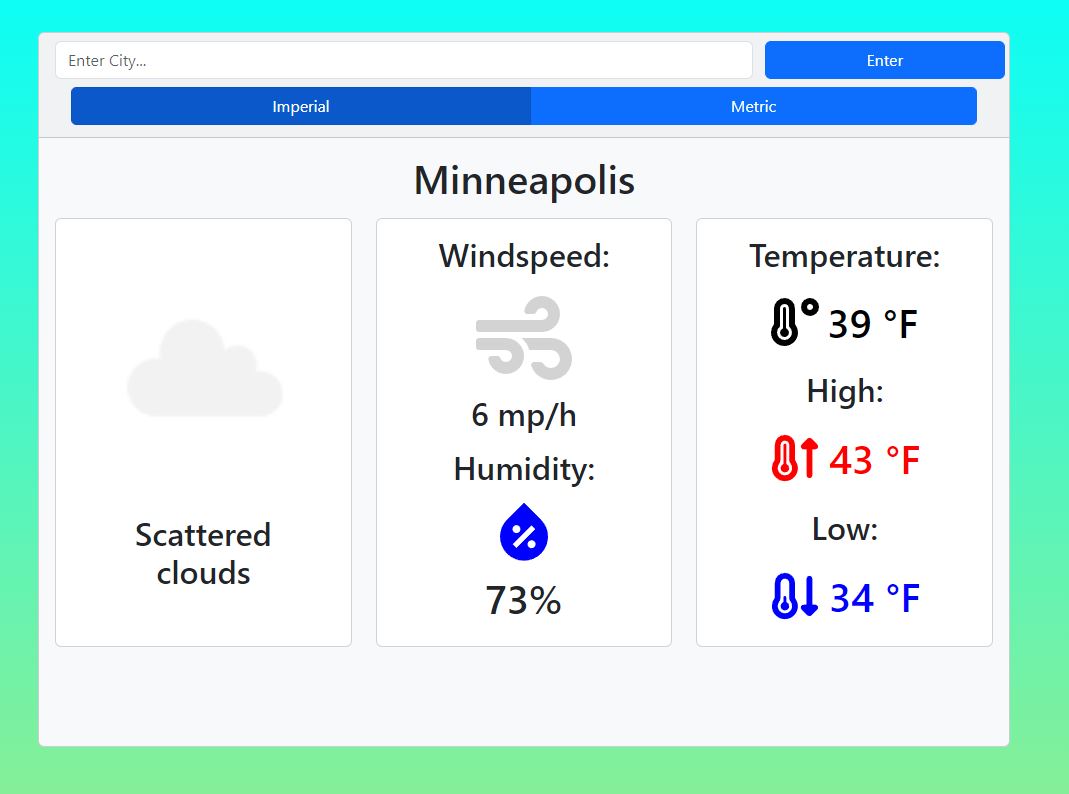 Enter City...
Enter
Imperial
Metric
Minneapolis
Scattered
clouds
Windspeed:
6 mp/h
Humidity:
%
73%
Temperature:
39 °F
High:
43 °F
Low:
34 °F